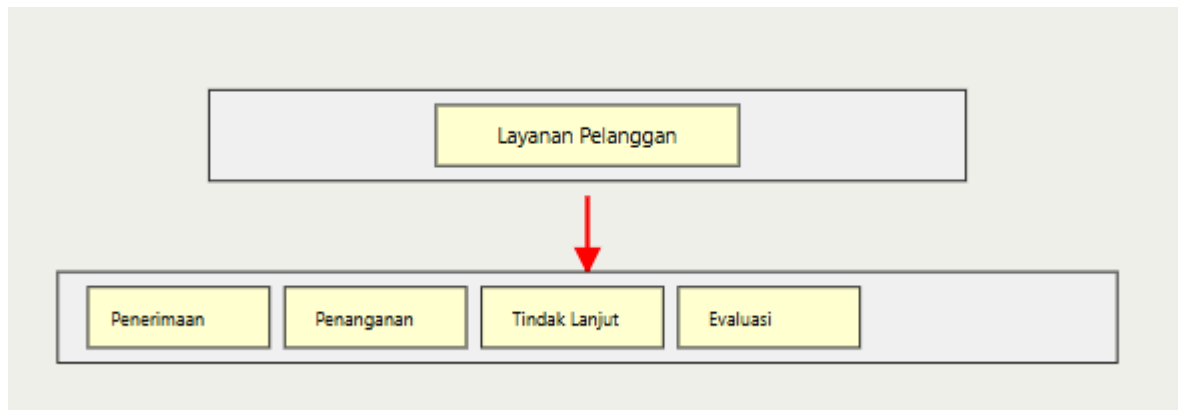 Layanan Pelanggan
Penerimaan
Penanganan
Tindak Lanjut
Evaluasi